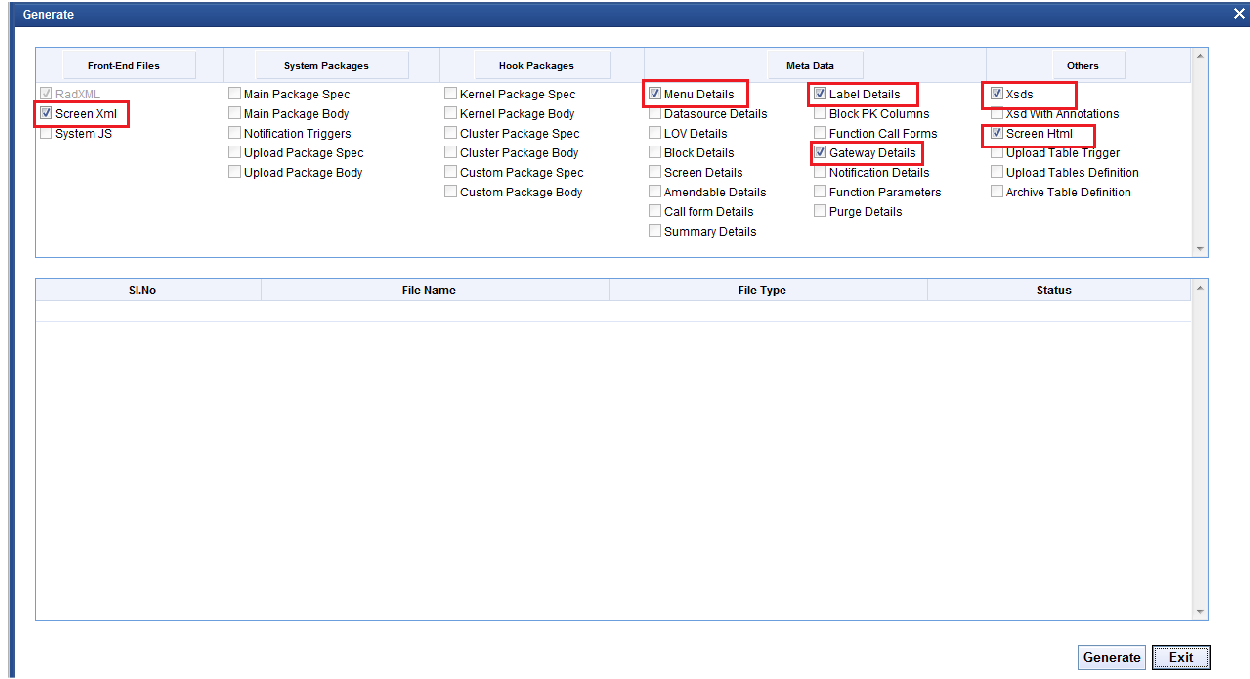 Generate
Front-End Files System Packages Hook Packages Meta Data Others
RadXML Main Package Spec Kernel Package Spec Menu Details Label Details Xsds
Screen Xml Main Package Body Kernel Package Body Datasource Details Block PK Columns Xsd With Annotations
System JS Notification Triggers Cluster Package Spec LOV Details Function Call Forms Screen Html
Upload Package Spec Cluster Package Body Block Details Gateway Details Upload Table Trigger
Upload Package Body Custom Package Spec Screen Details Notification Details Upload Tables Definition
Custom Package Body Amendable Details Function Parameters Archive Table Definition
Call form Details Purge Details
Summary Details
Sl.No File Name File Type Status
Generate Exit